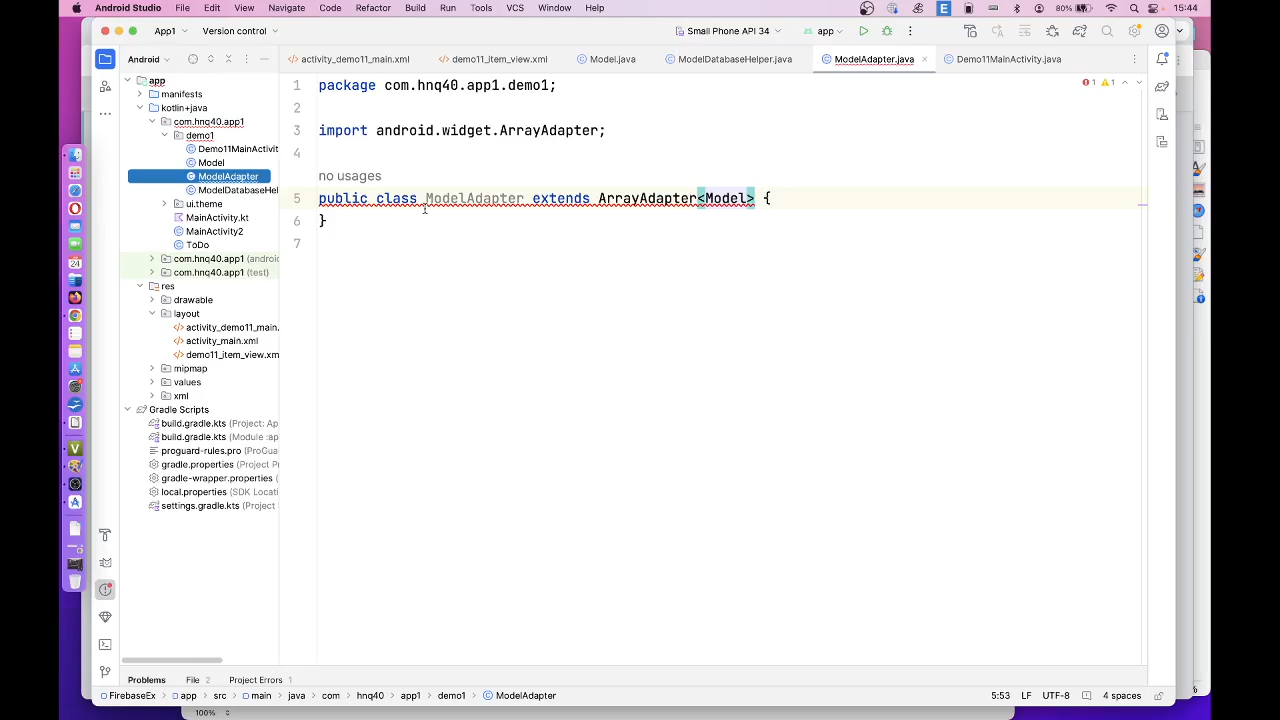 Android Studio File Edit View Navigate Code Refactor Build Run Tools VCS Window Help E 80% 15:44
App1 Version control Small Phone API 34 app
Android
activity_demo11_main.xml demo11_item_view.xml Model.java ModelDatabaseHelper.java ModelAdapter.java Demo11MainActivity.java
app
manifests
kotlin+java
com.hnq40.app1
demo1
Demo11MainActivit
Model
ModelAdapter
ModelDatabaseHel
ui.theme
MainActivity.kt
MainActivity2
ToDo
com.hnq40.app1 (androic
com.hnq40.app1 (test)
res
drawable
layout
activity_demo11_main.
activity_main.xml
demo11_item_view.xm
mipmap
values
xml
Gradle Scripts
build.gradle.kts (Project: Ap
build.gradle.kts (Module :ap
proguard-rules.pro (ProGua
gradle.properties (Project Pr
gradle-wrapper.properties (
local.properties (SDK Locati
settings.gradle.kts (Project
1 package com.hnq40.app1.demo1;
1 1
2
3 import android.widget.ArrayAdapter;
4
no usages
5 public class ModelAdapter extends ArrayAdapter<Model> {
6 }
7
Problems File 2 Project Errors 1
FirebaseEx app src main java com hnq40 app1 demo1 ModelAdapter 5:53 LF UTF-8 4 spaces
100%